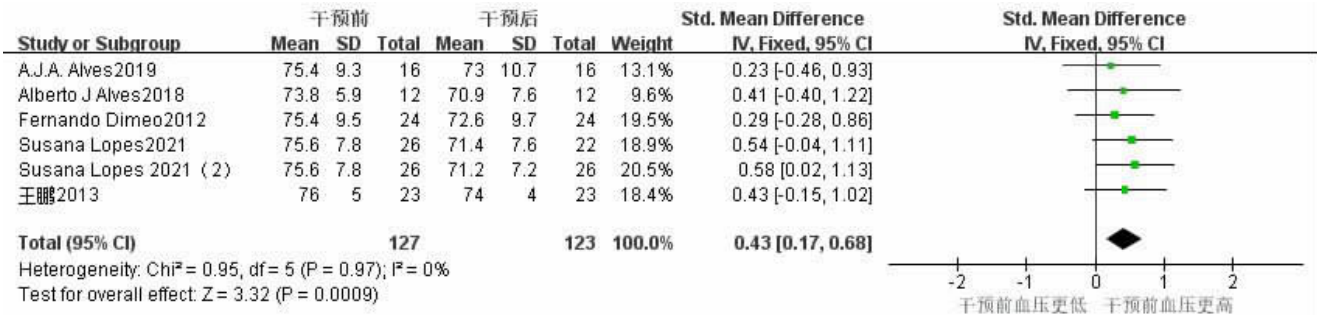 干预前 干预后 Std. Mean Difference Std. Mean Difference
Study or Subgroup Mean SD Total Mean SD Total Weight IV, Fixed, 95% CI IV, Fixed, 95% CI
A.J.A. Alves2019 75.4 9.3 16 73 10.7 16 13.1% 0.23 [-0.46, 0.93]
Alberto J Alves2018 73.8 5.9 12 70.9 7.6 12 9.6% 0.41 [-0.40, 1.22]
Fernando Dimeo2012 75.4 9.5 24 72.6 9.7 24 19.5% 0.29 [-0.28, 0.86]
Susana Lopes2021 75.6 7.8 26 71.4 7.6 22 18.9% 0.54 [-0.04, 1.11]
Susana Lopes 2021（2） 75.6 7.8 26 71.2 7.2 26 20.5% 0.58 [0.02, 1.13]
王鹏2013 76 5 23 74 4 23 18.4% 0.43 [-0.15, 1.02]
Total (95% CI) 127 123 100.0% 0.43 [0.17, 0.68]
Heterogeneity: Chi² = 0.95, df = 5 (P = 0.97); I² = 0%
Test for overall effect: Z = 3.32 (P = 0.0009)
-2 -1 0 1 2
干预前血压更低 干预前血压更高